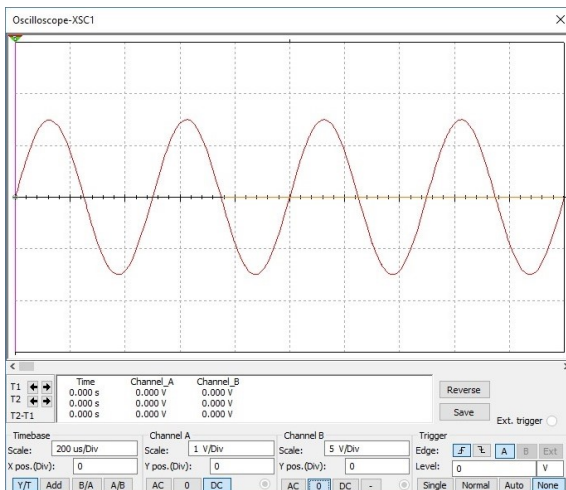 Oscilloscope-XSC1
Time Channel_A Channel_B
T1 0.000 s 0.000 V 0.000 V
T2 0.000 s 0.000 V 0.000 V
T2-T1 0.000 s 0.000 V 0.000 V
Reverse
Save
Ext. trigger
Timebase
Scale: 200 us/Div
X pos.(Div): 0
Y/T Add B/A A/B
Channel A
Scale: 1 V/Div
Y pos.(Div): 0
AC 0 DC
Channel B
Scale: 5 V/Div
Y pos.(Div): 0
AC 0 DC -
Trigger
Edge: A B Ext
Level: 0 V
Single Normal Auto None